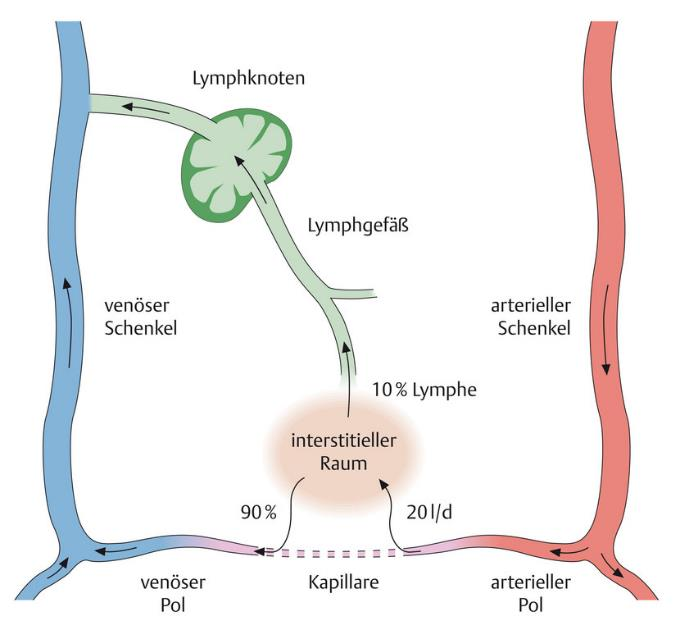 Lymphknoten
Lymphgefäß
venöser
Schenkel
arterieller
Schenkel
10 % Lymphe
interstitieller
Raum
90 %
20 l/d
venöser
Pol
Kapillare
arterieller
Pol